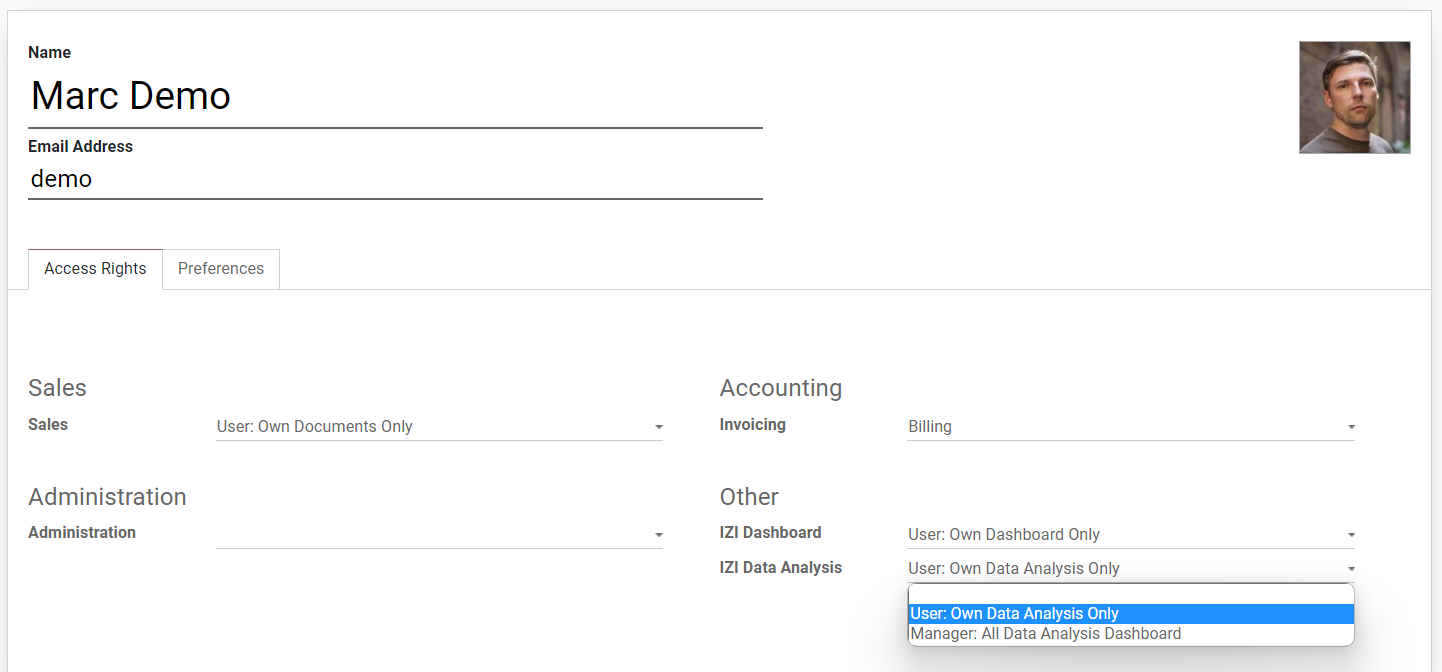 Name
Marc Demo
Email Address
demo
Access Rights
Preferences
Sales
Sales
User: Own Documents Only
Accounting
Invoicing
Billing
Administration
Administration
Other
IZI Dashboard
User: Own Dashboard Only
IZI Data Analysis
User: Own Data Analysis Only
User: Own Data Analysis Only
Manager: All Data Analysis Dashboard